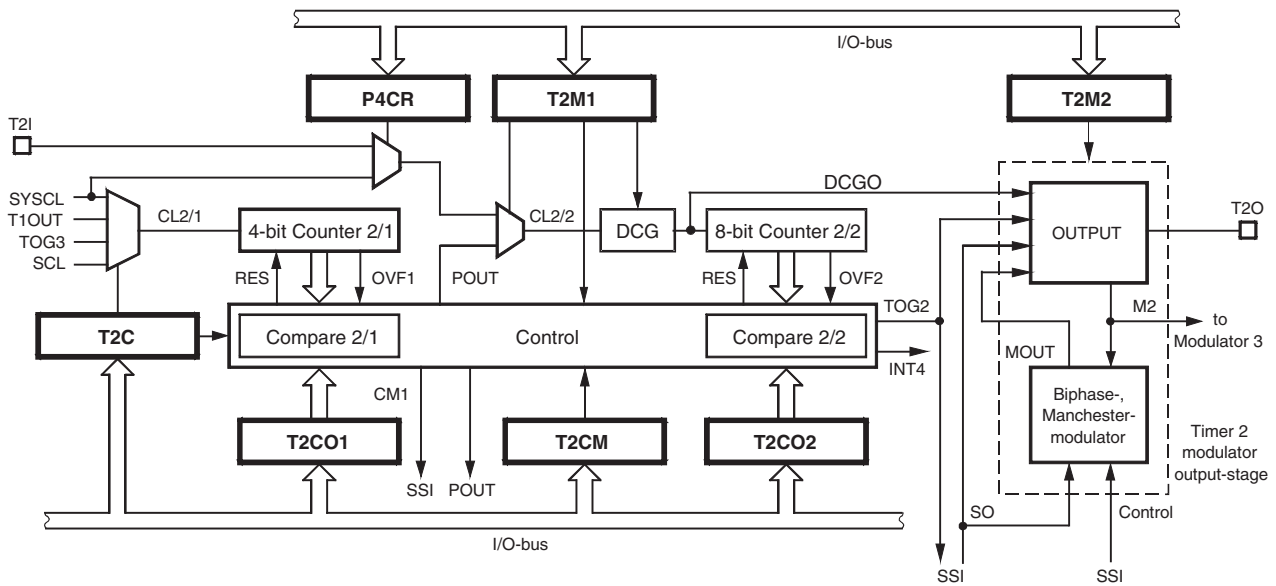 I/O-bus
P4CR
T2M1
T2M2
T2I
SYSCL
T1OUT
TOG3
SCL
CL2/1
4-bit Counter 2/1
CL2/2
DCG
8-bit Counter 2/2
DCGO
OUTPUT
T2O
RES
OVF1
POUT
RES
OVF2
TOG2
T2C
Compare 2/1
Control
Compare 2/2
INT4
M2
to
Modulator 3
MOUT
CM1
Biphase-,
Manchester-
modulator
T2CO1
T2CM
T2CO2
Timer 2
modulator
output-stage
SSI
POUT
SO
Control
I/O-bus
SSI
SSI